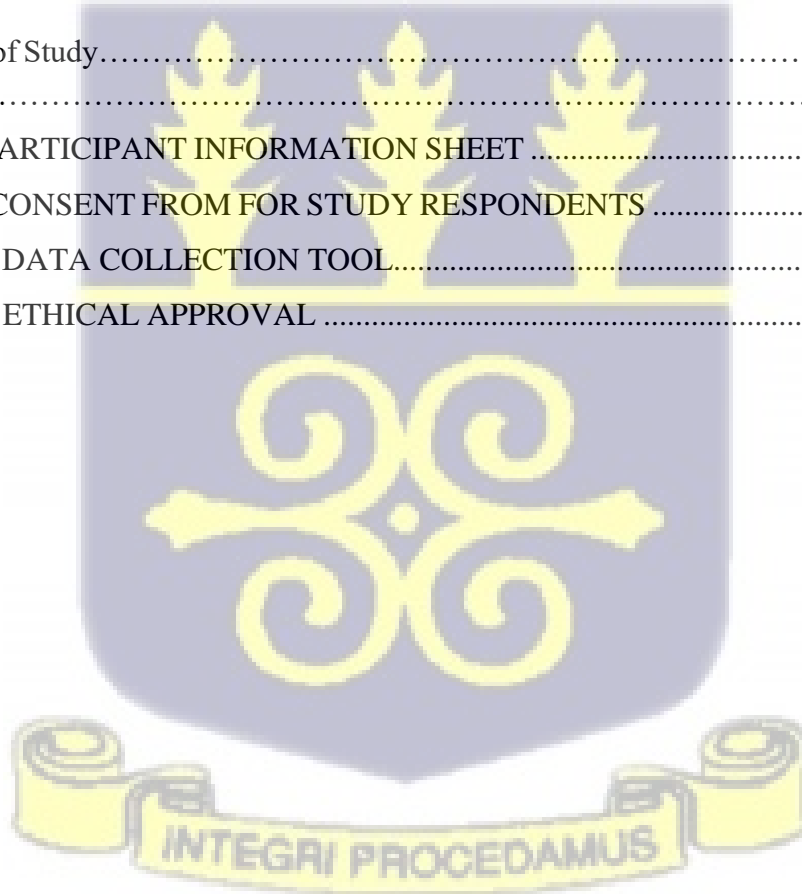 of Study……………………………………………………
……………………………………………………………
ARTICIPANT INFORMATION SHEET ........................................
CONSENT FROM FOR STUDY RESPONDENTS ....................
DATA COLLECTION TOOL...........................................................
ETHICAL APPROVAL ......................................................................
INTEGRI PROCEDAMUS